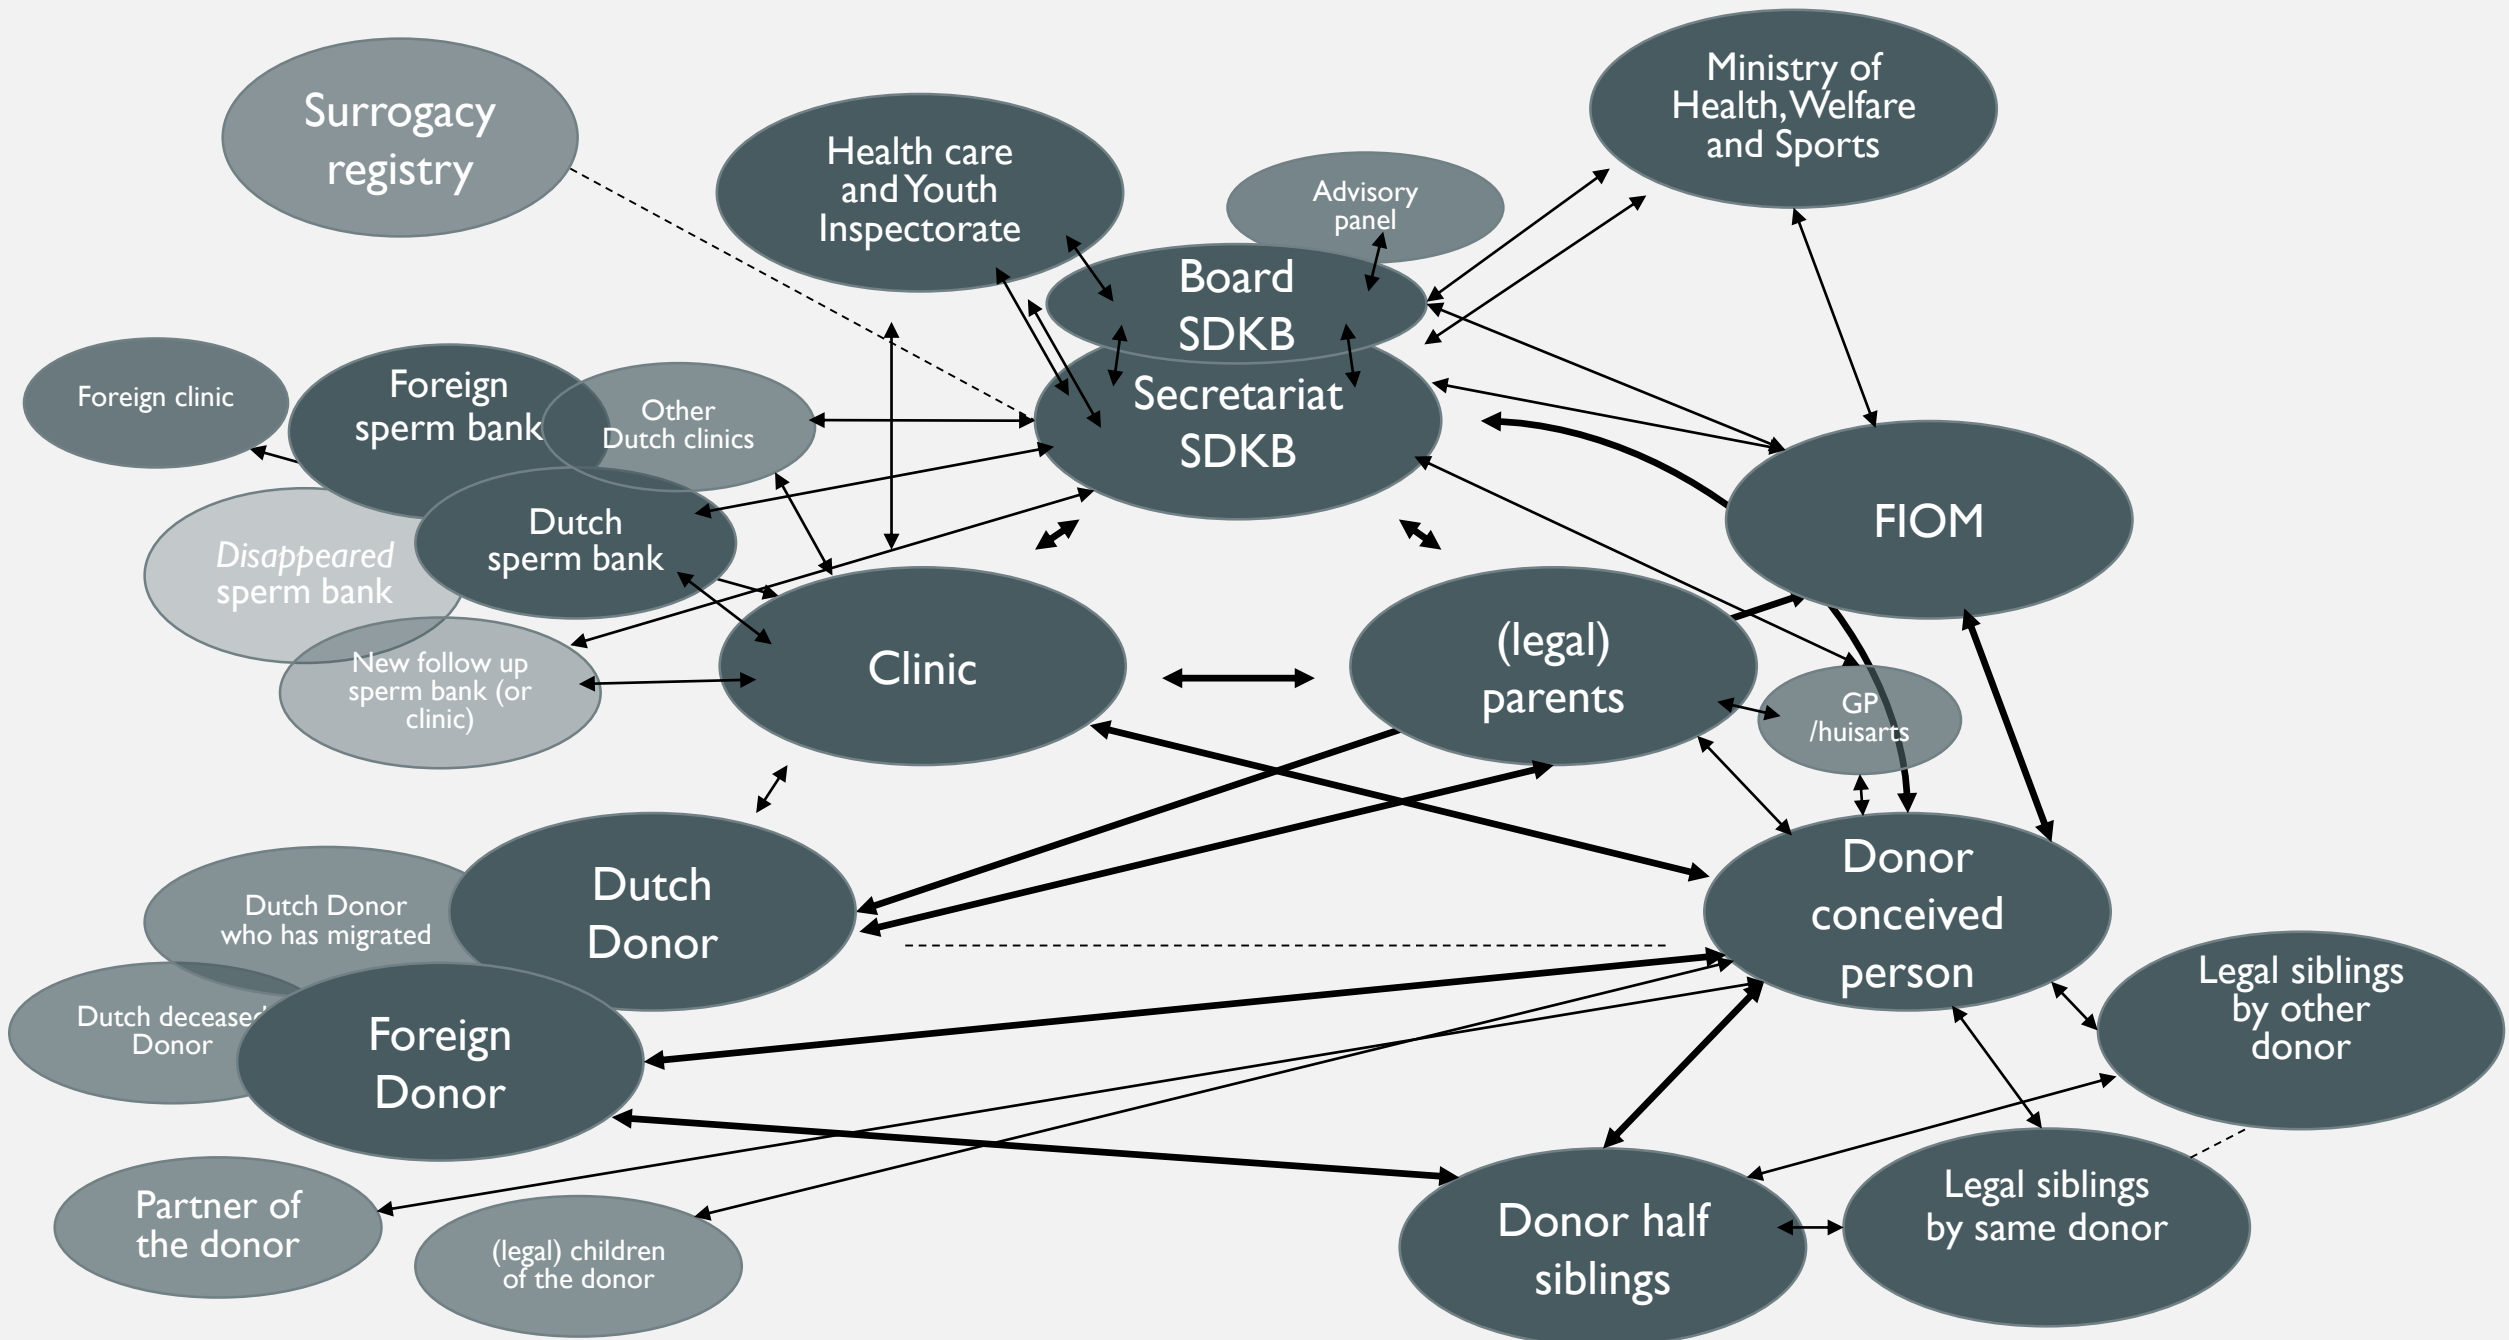 Surrogacy
registry
Health care
and Youth
Inspectorate
Advisory
panel
Ministry of
Health, Welfare
and Sports
Board
SDKB
Secretariat
SDKB
Foreign clinic
Foreign
sperm bank
Other
Dutch clinics
Dutch
sperm bank
Disappeared
sperm bank
New follow up
sperm bank (or
clinic)
Clinic
(legal)
parents
FIOM
GP
/huisarts
Dutch
Donor
Dutch Donor
who has migrated
Dutch deceased
Donor
Foreign
Donor
Donor
conceived
person
Legal siblings
by other
donor
Partner of
the donor
(legal) children
of the donor
Donor half
siblings
Legal siblings
by same donor